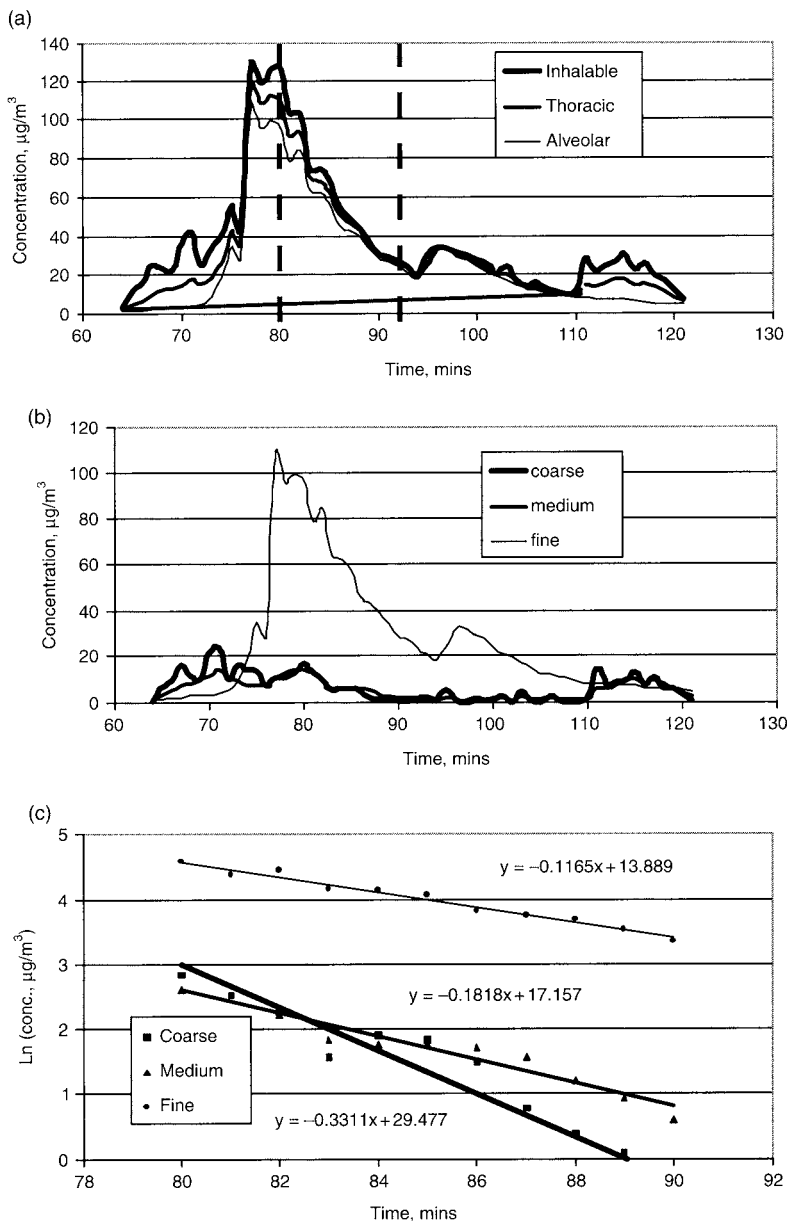 (a)
140
120
100
80
60
40
20
0
Concentration, µg/m³
Inhalable
Thoracic
Alveolar
60 70 80 90 100 110 120 130
Time, mins
(b)
120
100
80
60
40
20
0
Concentration, µg/m³
coarse
medium
fine
60 70 80 90 100 110 120 130
Time, mins
(c)
5
4
3
2
1
0
Ln (conc., µg/m³)
y = −0.1165x + 13.889
y = −0.1818x + 17.157
Coarse
Medium
Fine
y = −0.3311x + 29.477
78 80 82 84 86 88 90 92
Time, mins